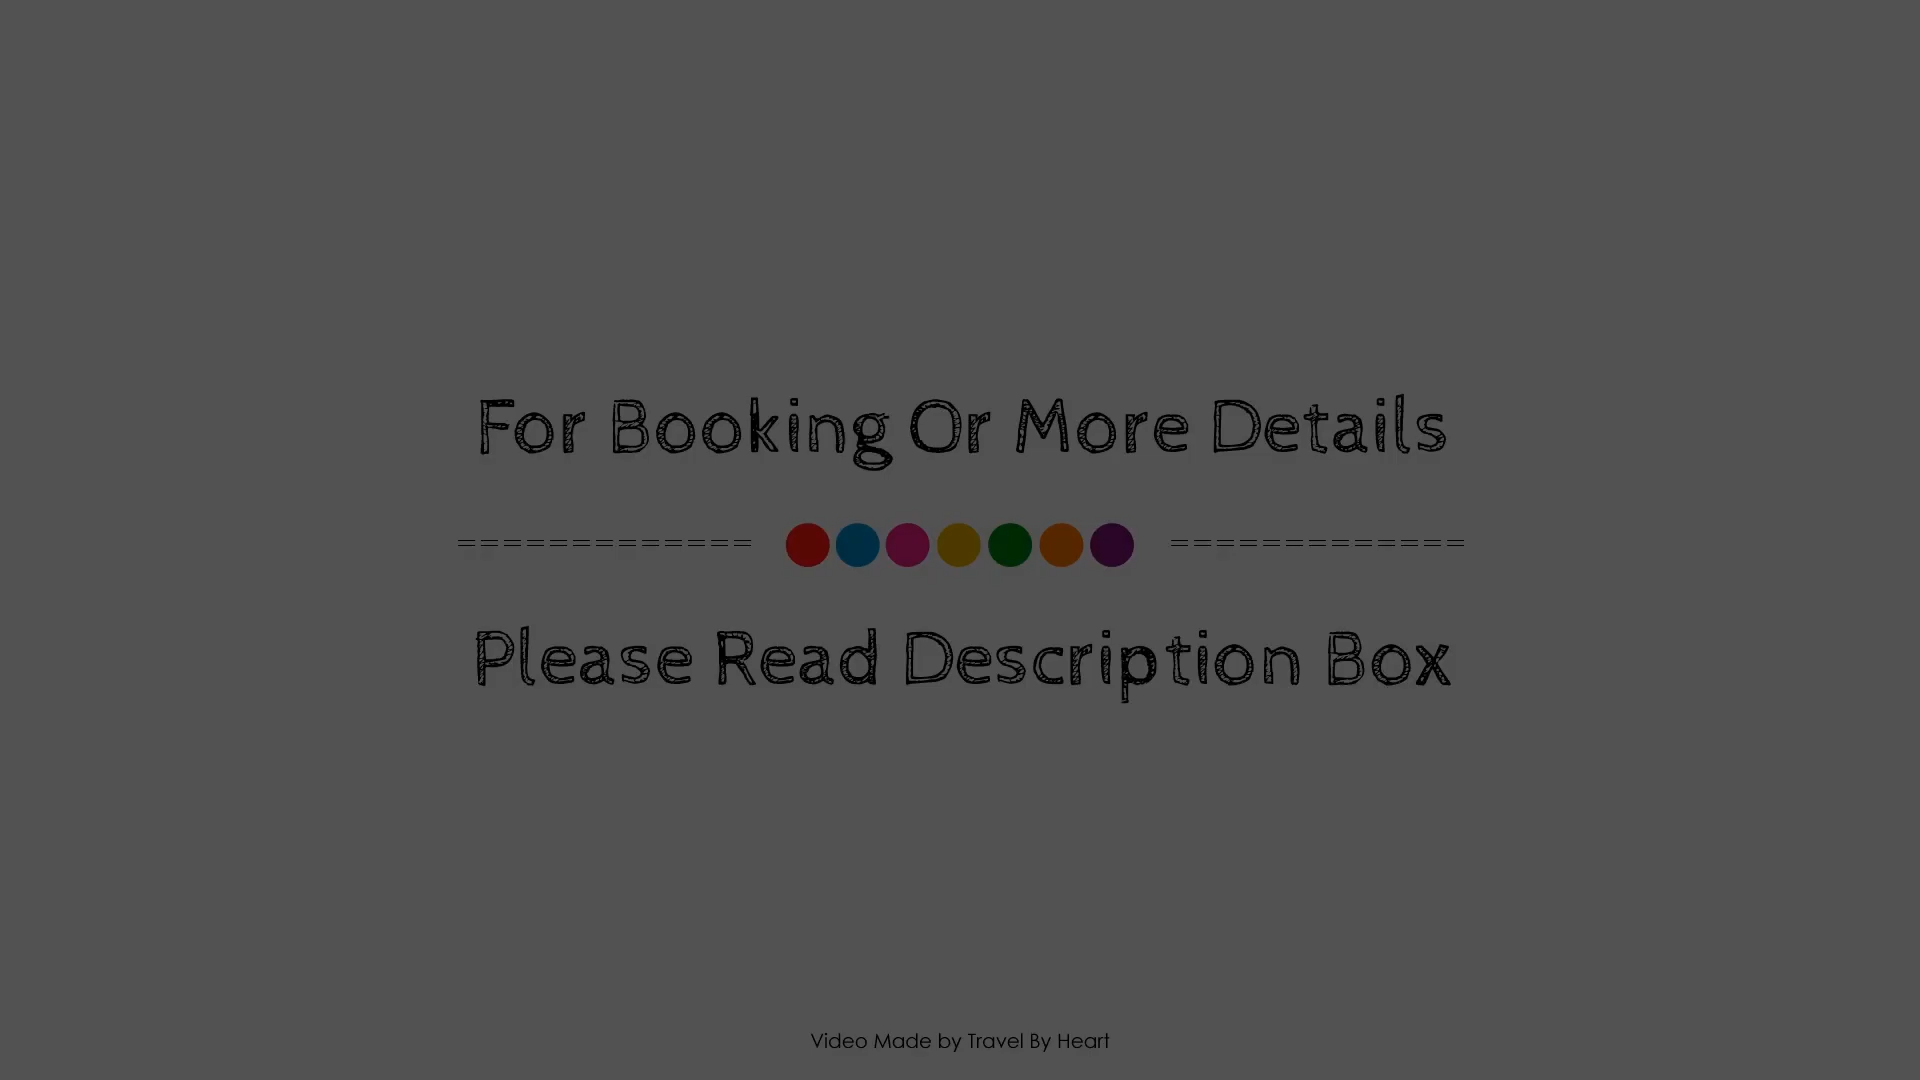 For Booking Or More Details
============= =============
Please Read Description Box
Video Made by Travel By Heart